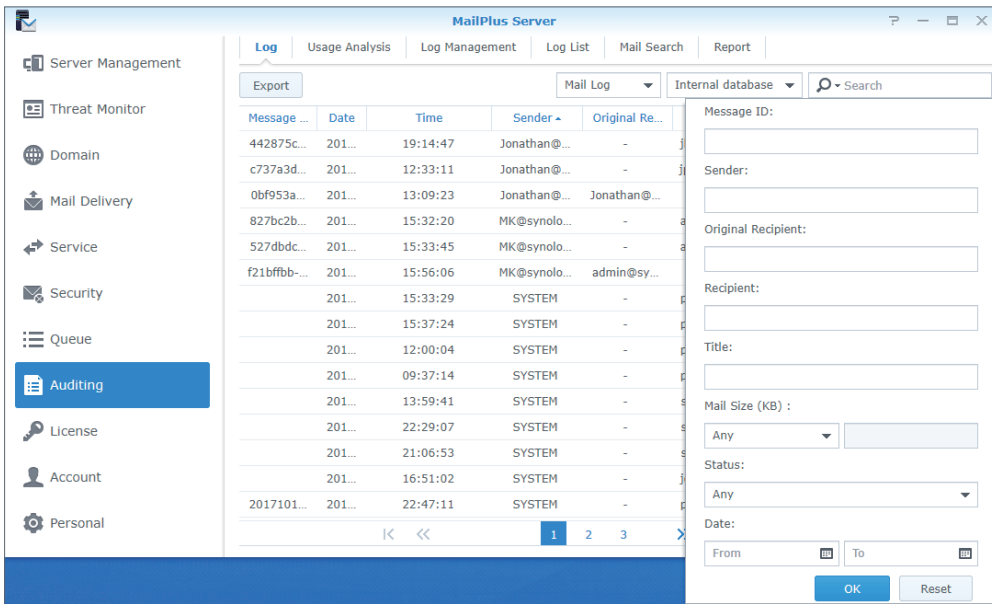 MailPlus Server
Server Management
Threat Monitor
Domain
Mail Delivery
Service
Security
Queue
Auditing
License
Account
Personal
Log Usage Analysis Log Management Log List Mail Search Report
Export Mail Log Internal database Search
Message ... Date Time Sender Original Re...
442875c... 201... 19:14:47 Jonathan@... -
c737a3d... 201... 12:33:11 Jonathan@... -
0bf953a... 201... 13:09:23 Jonathan@... Jonathan@...
827bc2b... 201... 15:32:20 MK@synolo... -
527dbdc... 201... 15:33:45 MK@synolo... -
f21bffbb-... 201... 15:56:06 MK@synolo... admin@sy...
201... 15:33:29 SYSTEM -
201... 15:37:24 SYSTEM -
201... 12:00:04 SYSTEM -
201... 09:37:14 SYSTEM -
201... 13:59:41 SYSTEM -
201... 22:29:07 SYSTEM -
201... 21:06:53 SYSTEM -
201... 16:51:02 SYSTEM -
2017101... 201... 22:47:11 SYSTEM -
1 2 3
Message ID:
Sender:
Original Recipient:
Recipient:
Title:
Mail Size (KB) :
Any
Status:
Any
Date:
From To
OK Reset